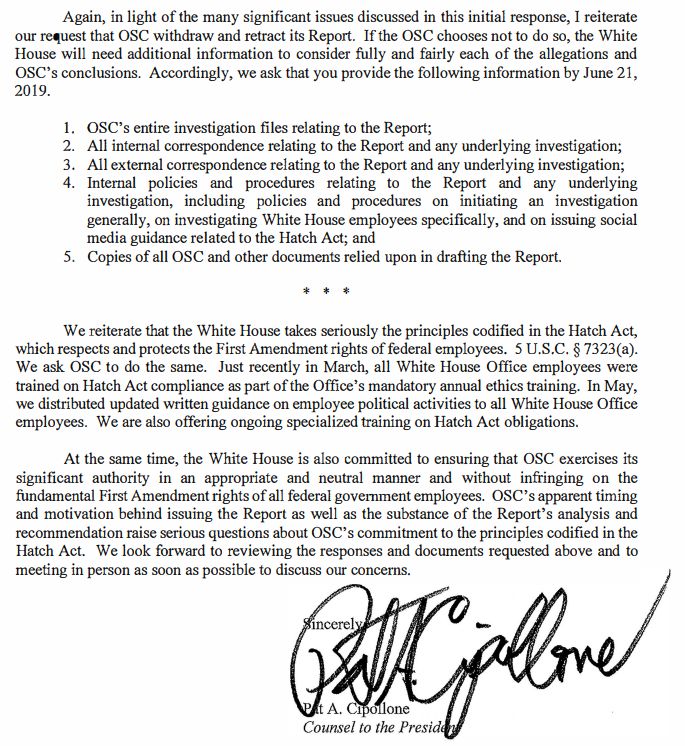 Again, in light of the many significant issues discussed in this initial response, I reiterate
our request that OSC withdraw and retract its Report. If the OSC chooses not to do so, the White
House will need additional information to consider fully and fairly each of the allegations and
OSC's conclusions. Accordingly, we ask that you provide the following information by June 21,
2019.
1. OSC's entire investigation files relating to the Report;
2. All internal correspondence relating to the Report and any underlying investigation;
3. All external correspondence relating to the Report and any underlying investigation;
4. Internal policies and procedures relating to the Report and any underlying
investigation, including policies and procedures on initiating an investigation
generally, on investigating White House employees specifically, and on issuing social
media guidance related to the Hatch Act; and
5. Copies of all OSC and other documents relied upon in drafting the Report.
* * *
We reiterate that the White House takes seriously the principles codified in the Hatch Act,
which respects and protects the First Amendment rights of federal employees. 5 U.S.C. § 7323(a).
We ask OSC to do the same. Just recently in March, all White House Office employees were
trained on Hatch Act compliance as part of the Office's mandatory annual ethics training. In May,
we distributed updated written guidance on employee political activities to all White House Office
employees. We are also offering ongoing specialized training on Hatch Act obligations.
At the same time, the White House is also committed to ensuring that OSC exercises its
significant authority in an appropriate and neutral manner and without infringing on the
fundamental First Amendment rights of all federal government employees. OSC's apparent timing
and motivation behind issuing the Report as well as the substance of the Report's analysis and
recommendation raise serious questions about OSC's commitment to the principles codified in the
Hatch Act. We look forward to reviewing the responses and documents requested above and to
meeting in person as soon as possible to discuss our concerns.
Sincerely,
Pat A. Cipollone
Pat A. Cipollone
Counsel to the President